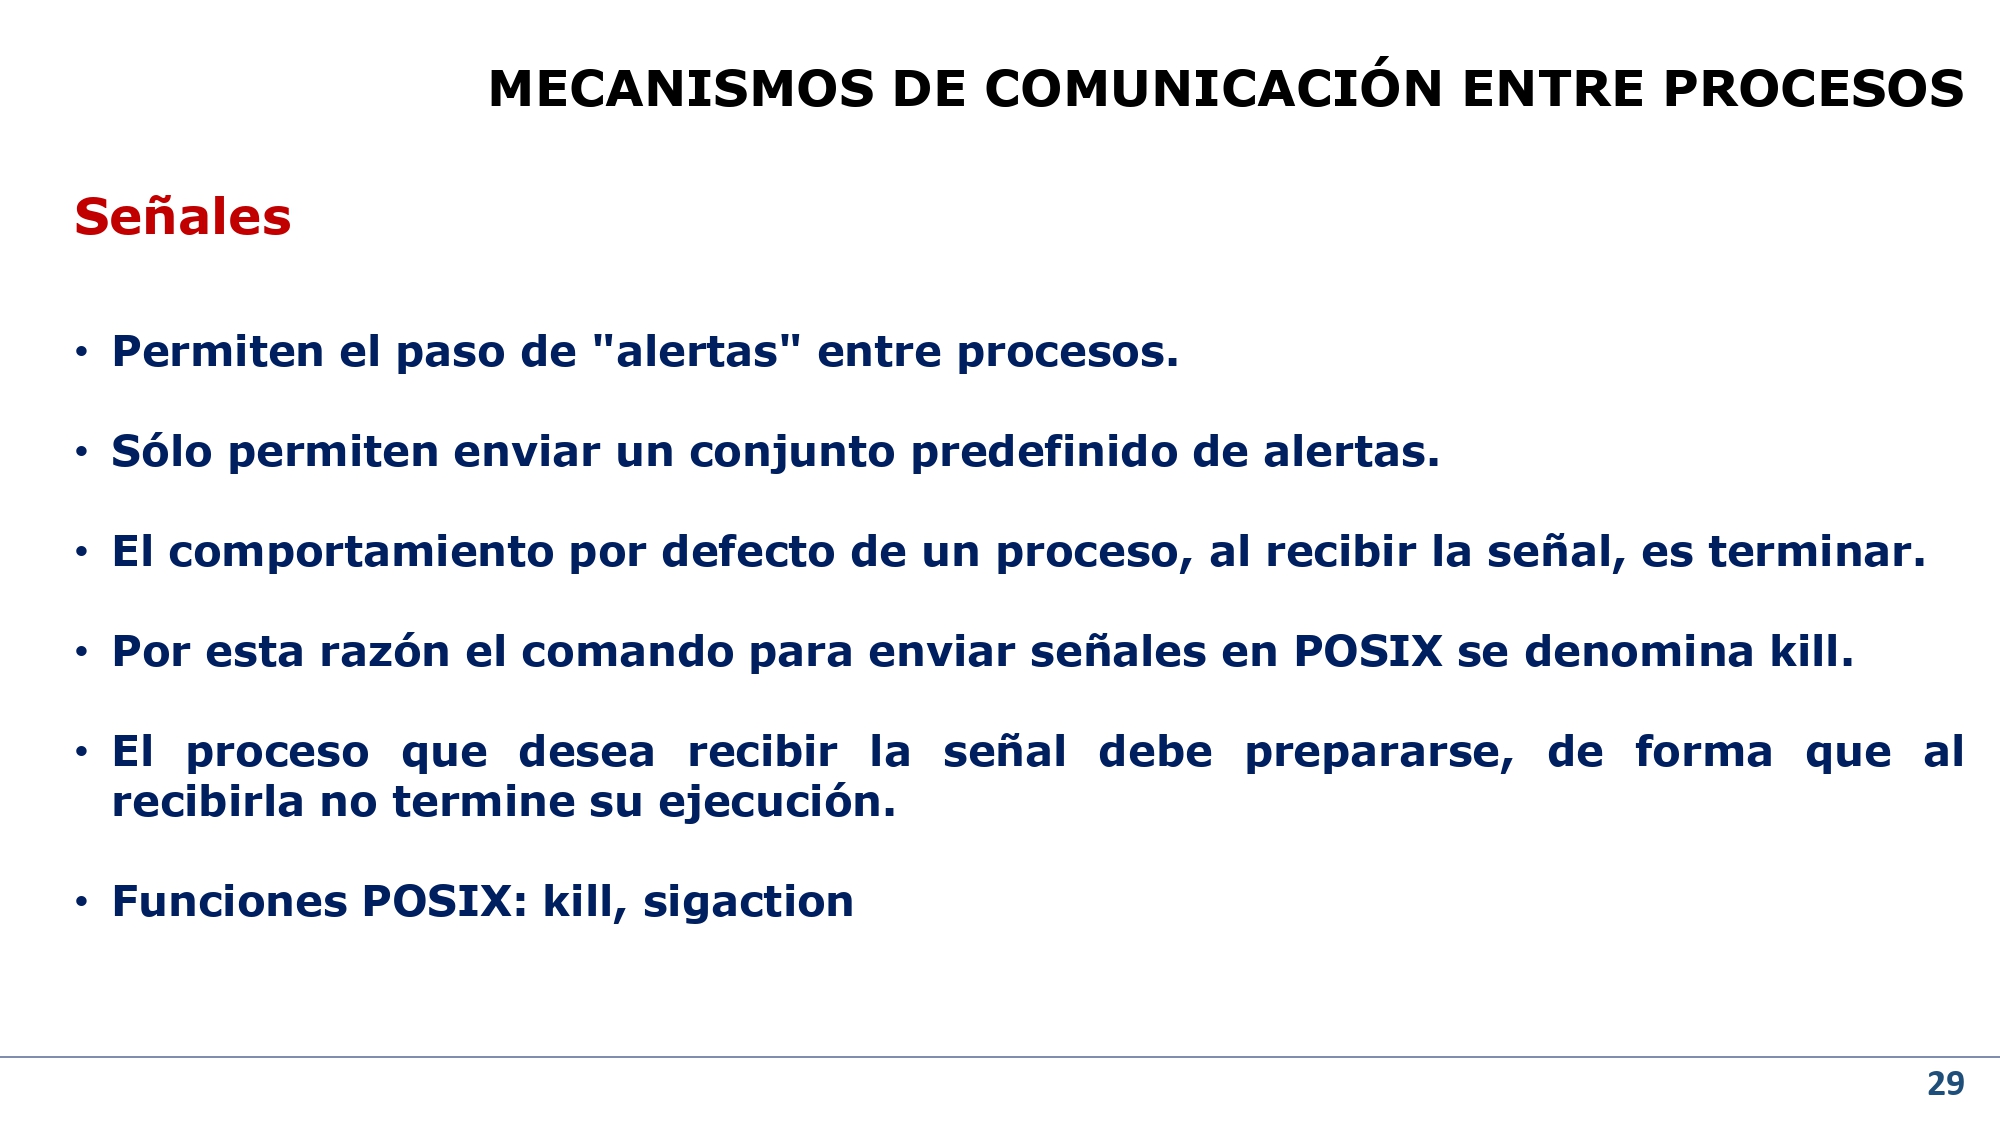 MECANISMOS DE COMUNICACIÓN ENTRE PROCESOS
Señales
• Permiten el paso de "alertas" entre procesos.
• Sólo permiten enviar un conjunto predefinido de alertas.
• El comportamiento por defecto de un proceso, al recibir la señal, es terminar.
• Por esta razón el comando para enviar señales en POSIX se denomina kill.
• El proceso que desea recibir la señal debe prepararse, de forma que al
recibirla no termine su ejecución.
• Funciones POSIX: kill, sigaction
29